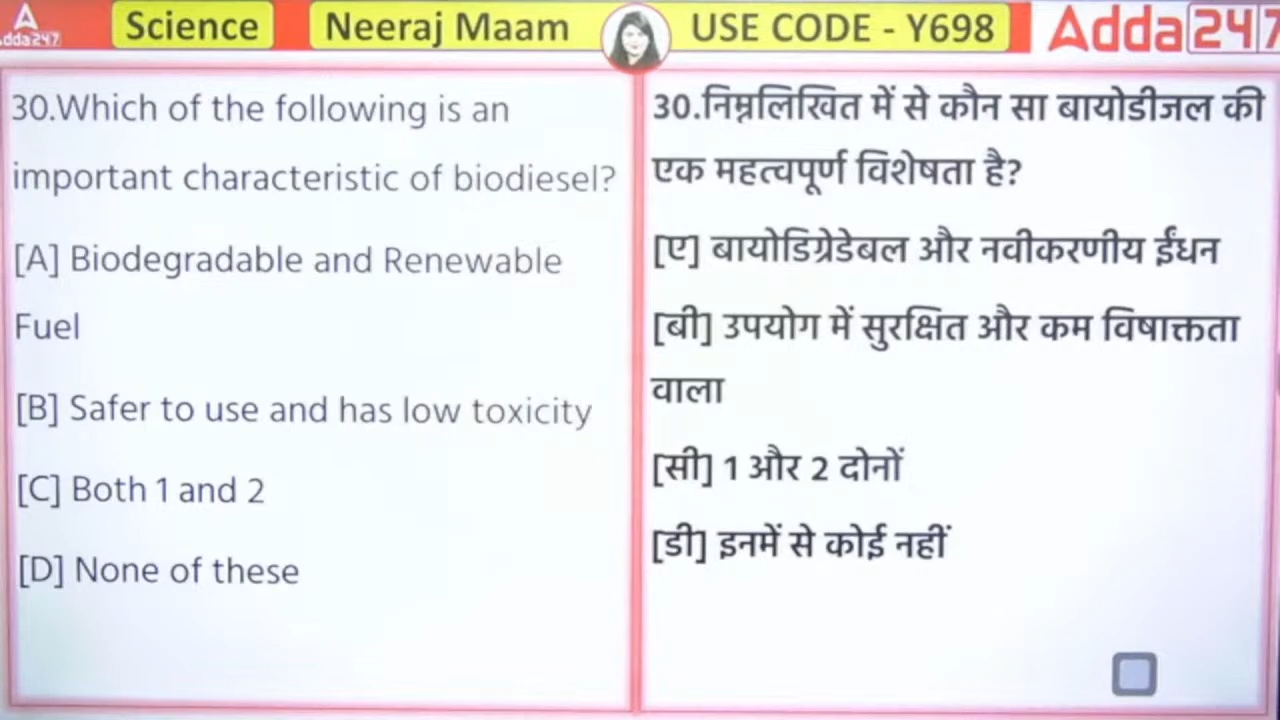 Adda247
Science
Neeraj Maam
USE CODE - Y698
Adda247
30.Which of the following is an
important characteristic of biodiesel?
[A] Biodegradable and Renewable
Fuel
[B] Safer to use and has low toxicity
[C] Both 1 and 2
[D] None of these
30.निम्नलिखित में से कौन सा बायोडीजल की
एक महत्वपूर्ण विशेषता है?
[ए] बायोडिग्रेडेबल और नवीकरणीय ईंधन
[बी] उपयोग में सुरक्षित और कम विषाक्तता
वाला
[सी] 1 और 2 दोनों
[डी] इनमें से कोई नहीं